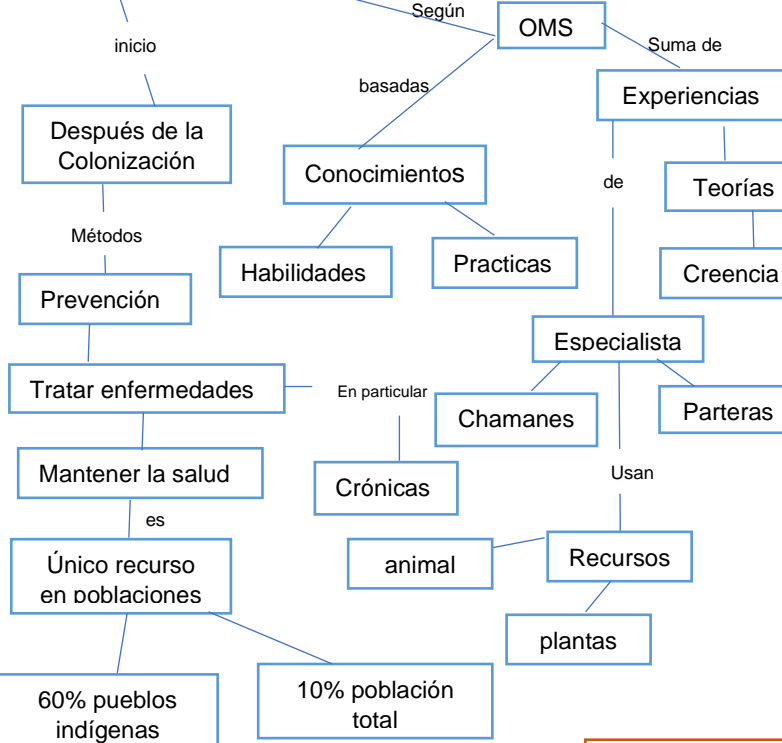 Según
OMS
inicio
Suma de
basadas
Experiencias
Después de la
Colonización
Conocimientos
de
Teorías
Métodos
Habilidades
Practicas
Creencia
Prevención
Especialista
Tratar enfermedades
En particular
Chamanes
Parteras
Mantener la salud
Crónicas
Usan
es
Único recurso
en poblaciones
animal
Recursos
plantas
60% pueblos
indígenas
10% población
total